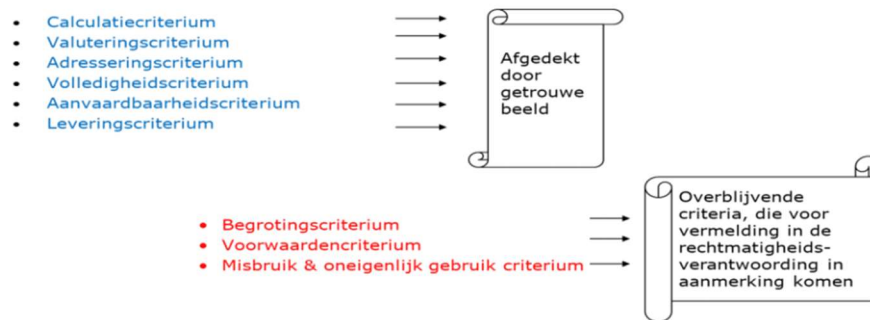 Calculatiecriterium
Valuteringscriterium
Adresseringscriterium
Volledigheidscriterium
Aanvaardbaarheidscriterium
Leveringscriterium
Afgedekt
door
getrouwe
beeld
Begrotingscriterium
Voorwaardencriterium
Misbruik & oneigenlijk gebruik criterium
Overblijvende
criteria, die voor
vermelding in de
rechtmatigheids-
verantwoording in
aanmerking komen